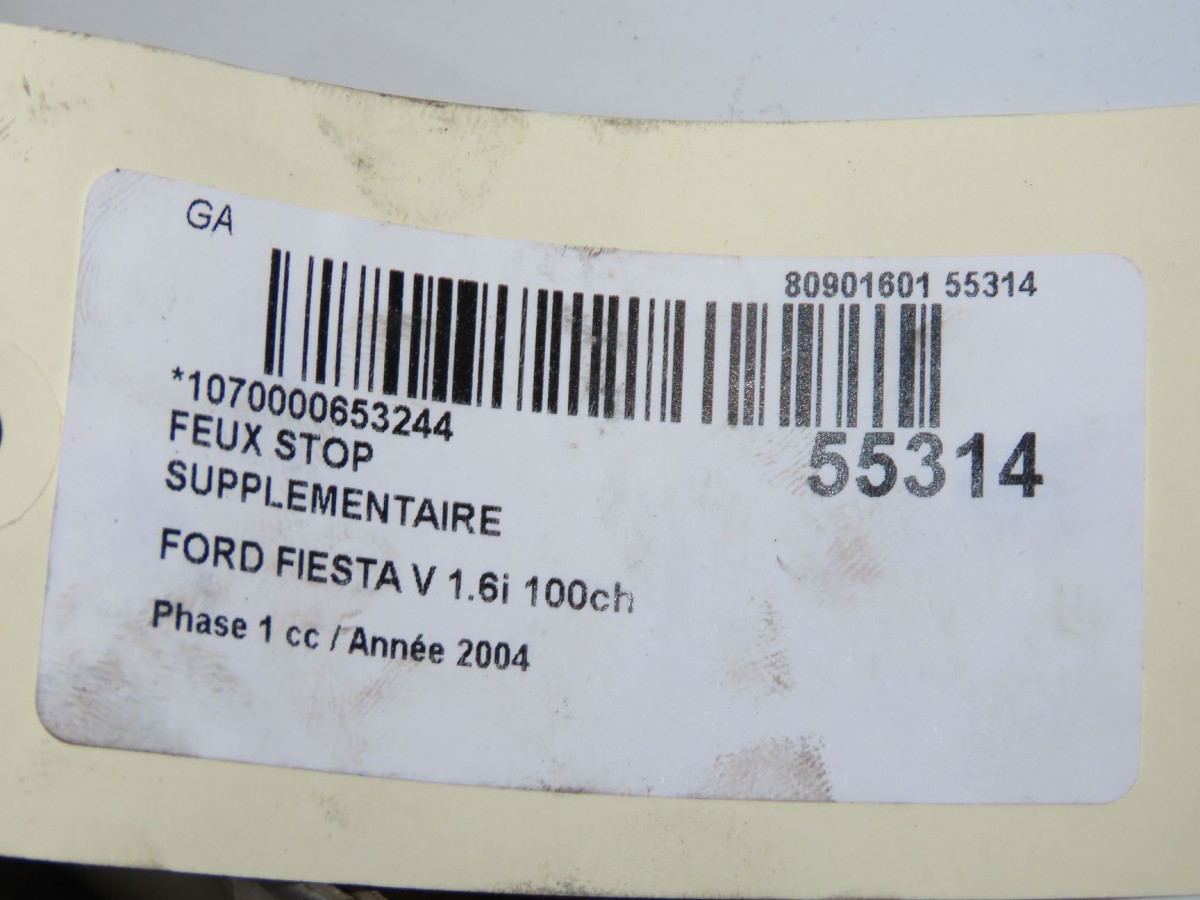 GA
80901601 55314
*1070000653244
55314
FEUX STOP
SUPPLEMENTAIRE
FORD FIESTA V 1.6i 100ch
Phase 1 cc / Année 2004